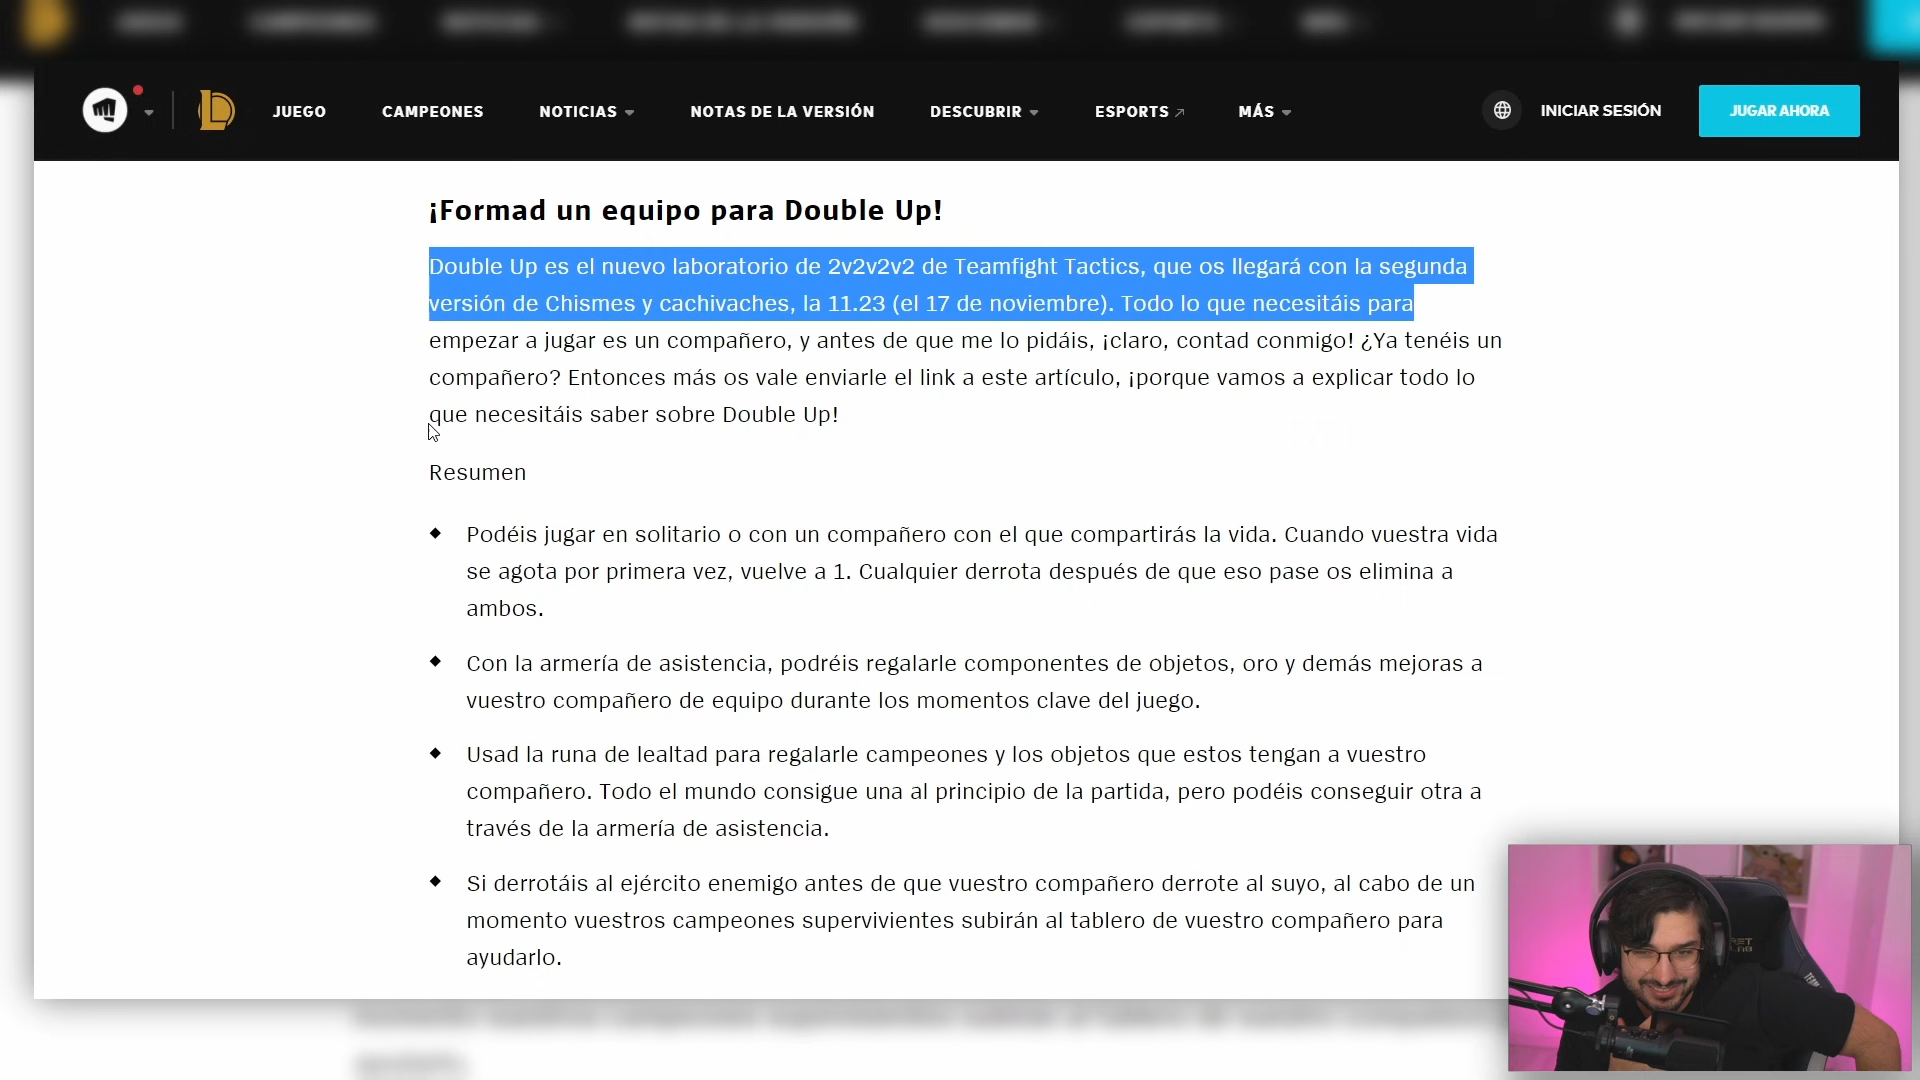 JUEGO CAMPEONES NOTICIAS NOTAS DE LA VERSIÓN DESCUBRIR ESPORTS MÁS INICIAR SESIÓN JUGAR AHORA
¡Formad un equipo para Double Up!
Double Up es el nuevo laboratorio de 2v2v2v2 de Teamfight Tactics, que os llegará con la segunda
versión de Chismes y cachivaches, la 11.23 (el 17 de noviembre). Todo lo que necesitáis para
empezar a jugar es un compañero, y antes de que me lo pidáis, ¡claro, contad conmigo! ¿Ya tenéis un
compañero? Entonces más os vale enviarle el link a este artículo, ¡porque vamos a explicar todo lo
que necesitáis saber sobre Double Up!
Resumen
Podéis jugar en solitario o con un compañero con el que compartirás la vida. Cuando vuestra vida
se agota por primera vez, vuelve a 1. Cualquier derrota después de que eso pase os elimina a
ambos.
Con la armería de asistencia, podréis regalarle componentes de objetos, oro y demás mejoras a
vuestro compañero de equipo durante los momentos clave del juego.
Usad la runa de lealtad para regalarle campeones y los objetos que estos tengan a vuestro
compañero. Todo el mundo consigue una al principio de la partida, pero podéis conseguir otra a
través de la armería de asistencia.
Si derrotáis al ejército enemigo antes de que vuestro compañero derrote al suyo, al cabo de un
momento vuestros campeones supervivientes subirán al tablero de vuestro compañero para
ayudarlo.